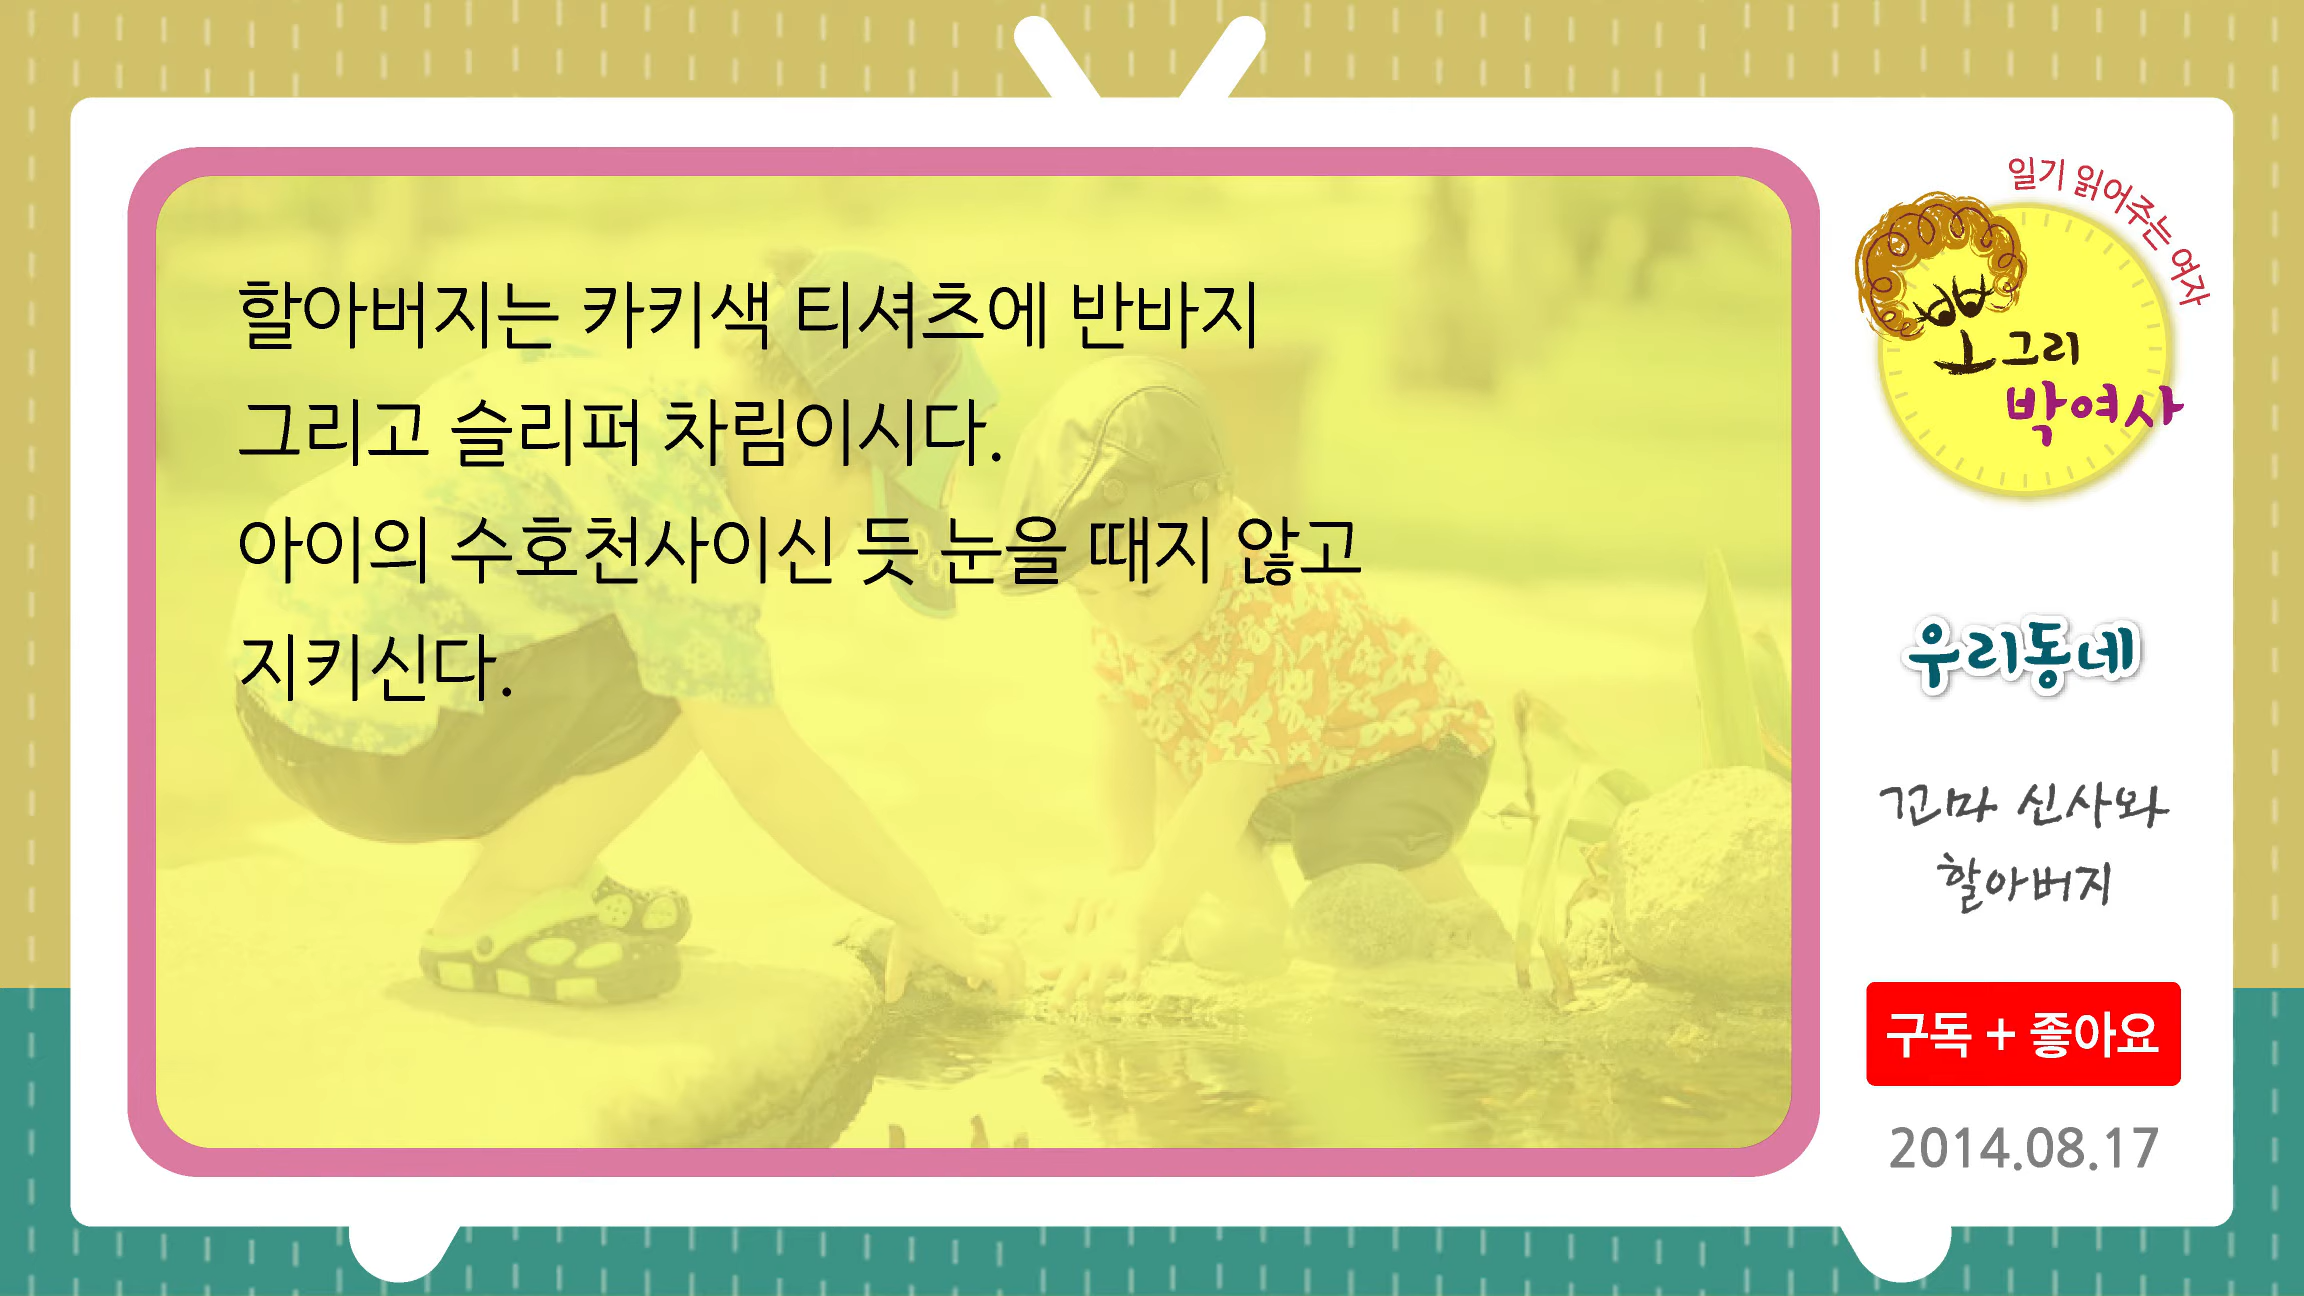 할아버지는 카키색 티셔츠에 반바지
그리고 슬리퍼 차림이시다.
아이의 수호천사이신 듯 눈을 때지 않고
지키신다.
일기 읽어주는 여자
뽀그리
박여사
우리동네
꼬마 신사와
할아버지
구독 + 좋아요
2014.08.17